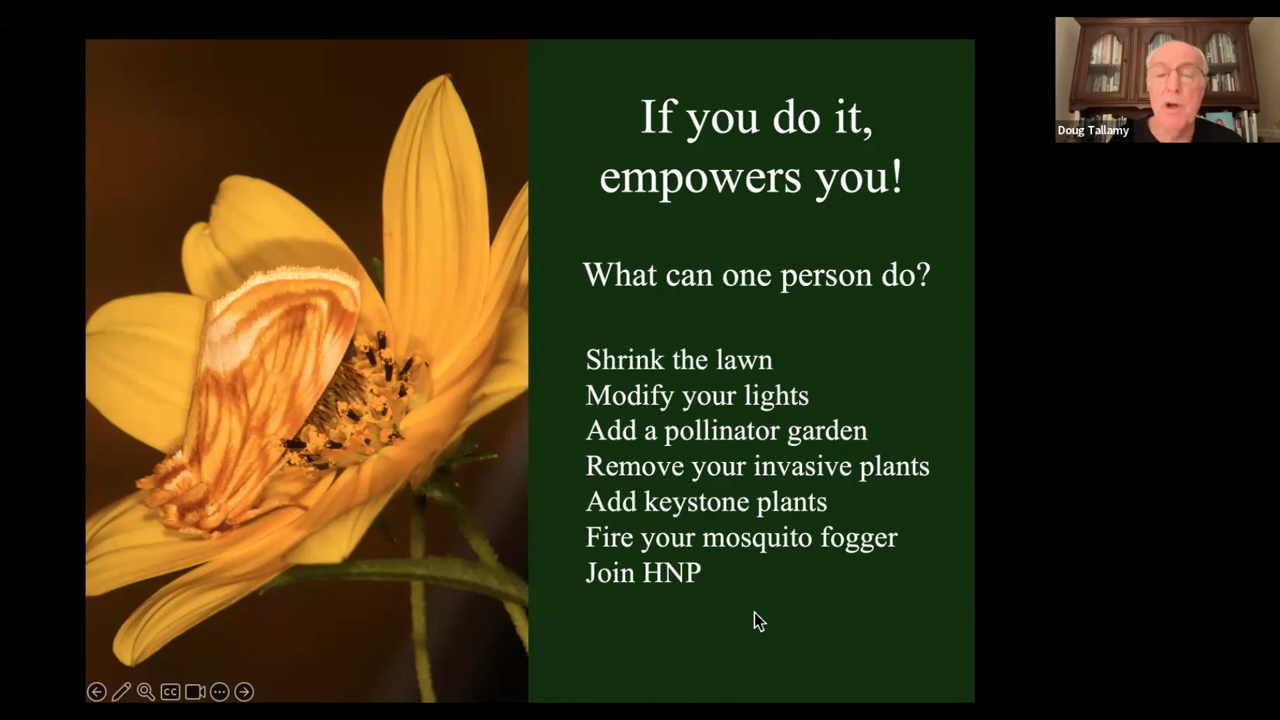 If you do it,
empowers you!
What can one person do?
Shrink the lawn
Modify your lights
Add a pollinator garden
Remove your invasive plants
Add keystone plants
Fire your mosquito fogger
Join HNP
Doug Tallamy
CC